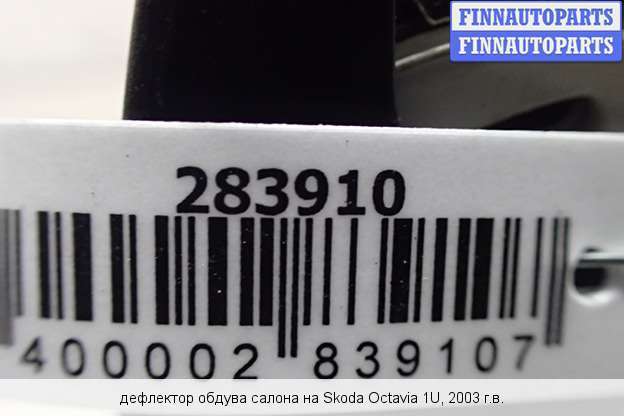 FINNAUTOPARTS
FINNAUTOPARTS
283910
400002 839107
дефлектор обдува салона на Skoda Octavia 1U, 2003 г.в.